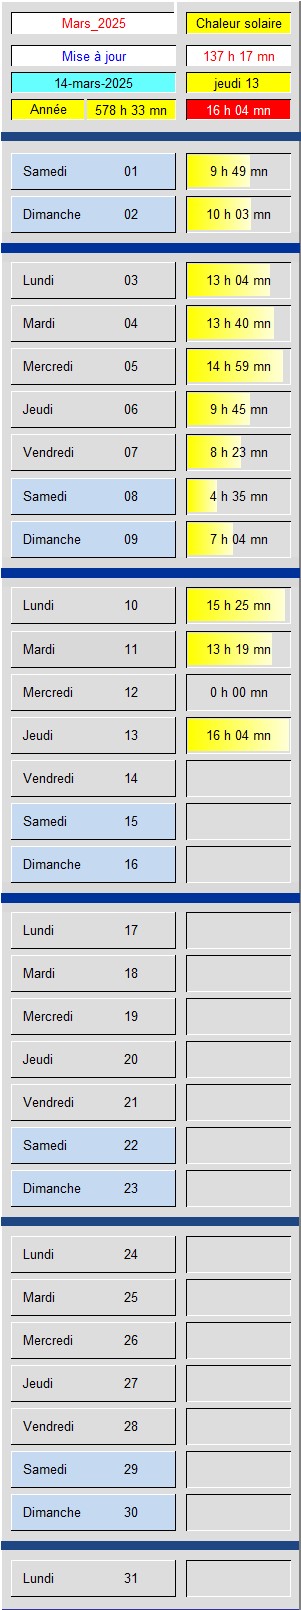 Mars_2025 Chaleur solaire
Mise à jour 137 h 17 mn
14-mars-2025 jeudi 13
Année 578 h 33 mn 16 h 04 mn
Samedi 01 9 h 49 mn
Dimanche 02 10 h 03 mn
Lundi 03 13 h 04 mn
Mardi 04 13 h 40 mn
Mercredi 05 14 h 59 mn
Jeudi 06 9 h 45 mn
Vendredi 07 8 h 23 mn
Samedi 08 4 h 35 mn
Dimanche 09 7 h 04 mn
Lundi 10 15 h 25 mn
Mardi 11 13 h 19 mn
Mercredi 12 0 h 00 mn
Jeudi 13 16 h 04 mn
Vendredi 14
Samedi 15
Dimanche 16
Lundi 17
Mardi 18
Mercredi 19
Jeudi 20
Vendredi 21
Samedi 22
Dimanche 23
Lundi 24
Mardi 25
Mercredi 26
Jeudi 27
Vendredi 28
Samedi 29
Dimanche 30
Lundi 31